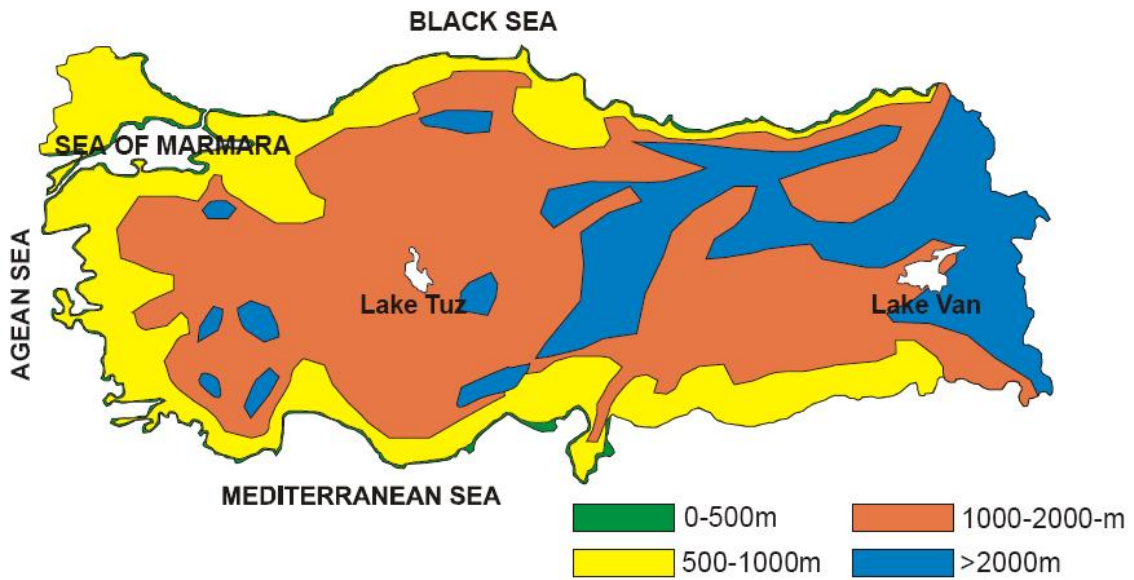 BLACK SEA
SEA OF MARMARA
AGEAN SEA
Lake Tuz
Lake Van
MEDITERRANEAN SEA
0-500m
1000-2000-m
500-1000m
>2000m